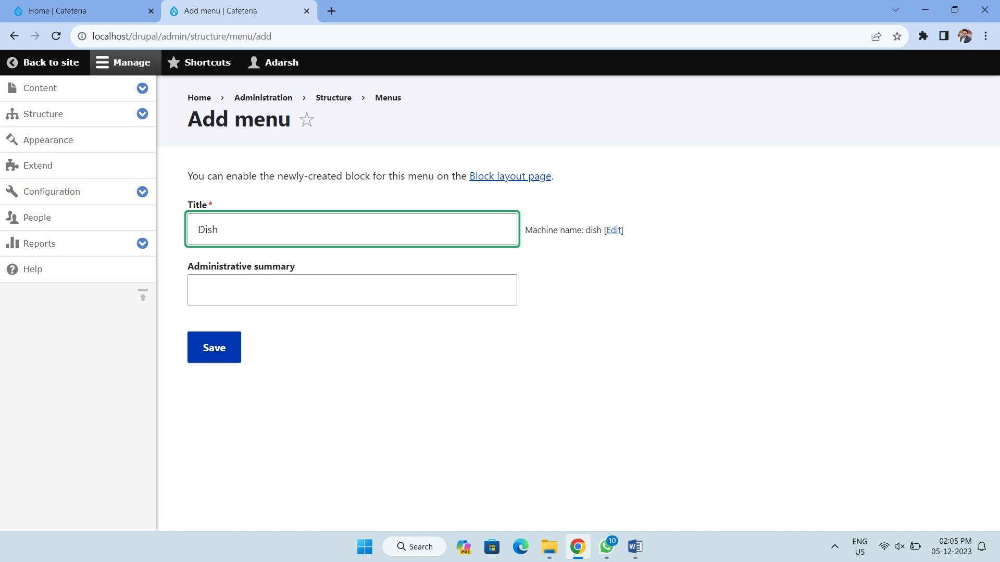 Home | Cafeteria
Add menu | Cafeteria
localhost/drupal/admin/structure/menu/add
Back to site
Manage
Shortcuts
Adarsh
Content
Structure
Appearance
Extend
Configuration
People
Reports
Help
Home › Administration › Structure › Menus
Add menu
You can enable the newly-created block for this menu on the Block layout page.
Title*
Dish
Machine name: dish [Edit]
Administrative summary
Save
Search
PRE
10
ENG
US
02:05 PM
05-12-2023